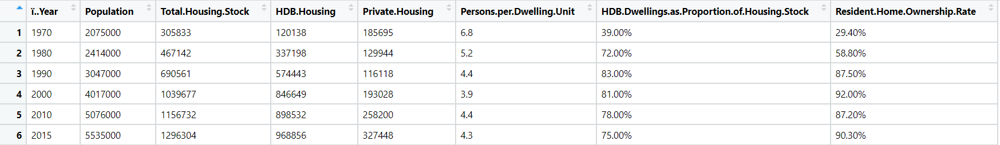 ï..Year Population Total.Housing.Stock HDB.Housing Private.Housing Persons.per.Dwelling.Unit HDB.Dwellings.as.Proportion.of.Housing.Stock Resident.Home.Ownership.Rate
1 1970 2075000 305833 120138 185695 6.8 39.00% 29.40%
2 1980 2414000 467142 337198 129944 5.2 72.00% 58.80%
3 1990 3047000 690561 574443 116118 4.4 83.00% 87.50%
4 2000 4017000 1039677 846649 193028 3.9 81.00% 92.00%
5 2010 5076000 1156732 898532 258200 4.4 78.00% 87.20%
6 2015 5535000 1296304 968856 327448 4.3 75.00% 90.30%